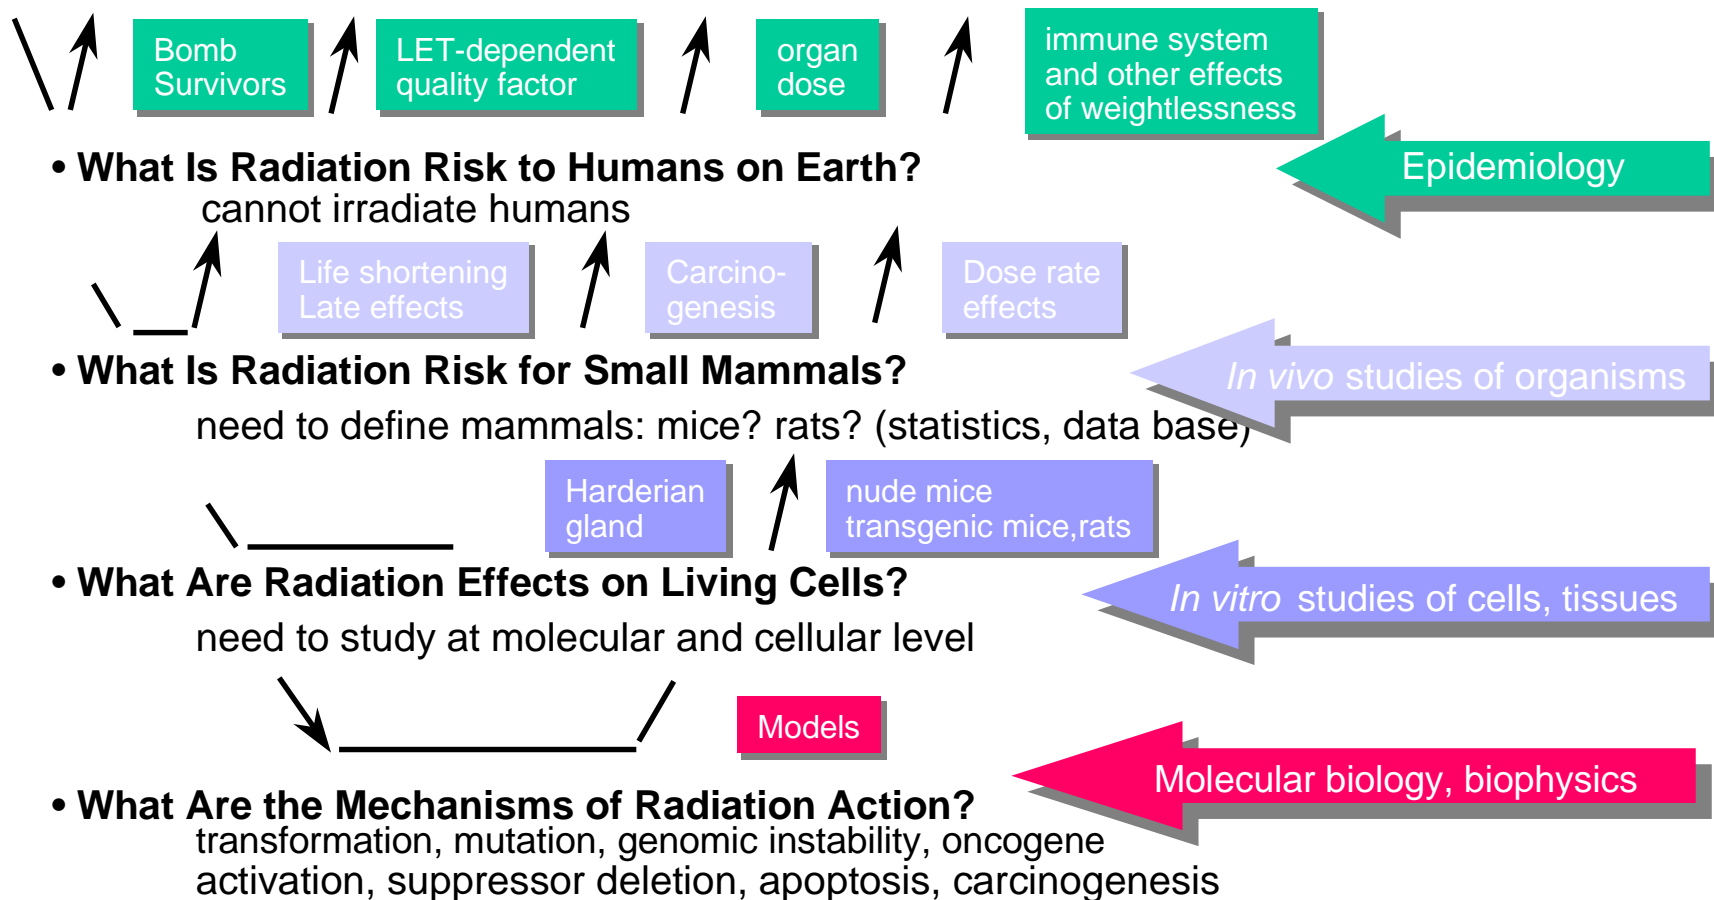 Bomb
Survivors
LET-dependent
quality factor
organ
dose
immune system
and other effects
of weightlessness
• What Is Radiation Risk to Humans on Earth?
cannot irradiate humans
Epidemiology
Life shortening
Late effects
Carcino-
genesis
Dose rate
effects
• What Is Radiation Risk for Small Mammals?
In vivo studies of organisms
need to define mammals: mice? rats? (statistics, data base)
Harderian
gland
nude mice
transgenic mice,rats
• What Are Radiation Effects on Living Cells?
In vitro studies of cells, tissues
need to study at molecular and cellular level
Models
Molecular biology, biophysics
• What Are the Mechanisms of Radiation Action?
transformation, mutation, genomic instability, oncogene
activation, suppressor deletion, apoptosis, carcinogenesis